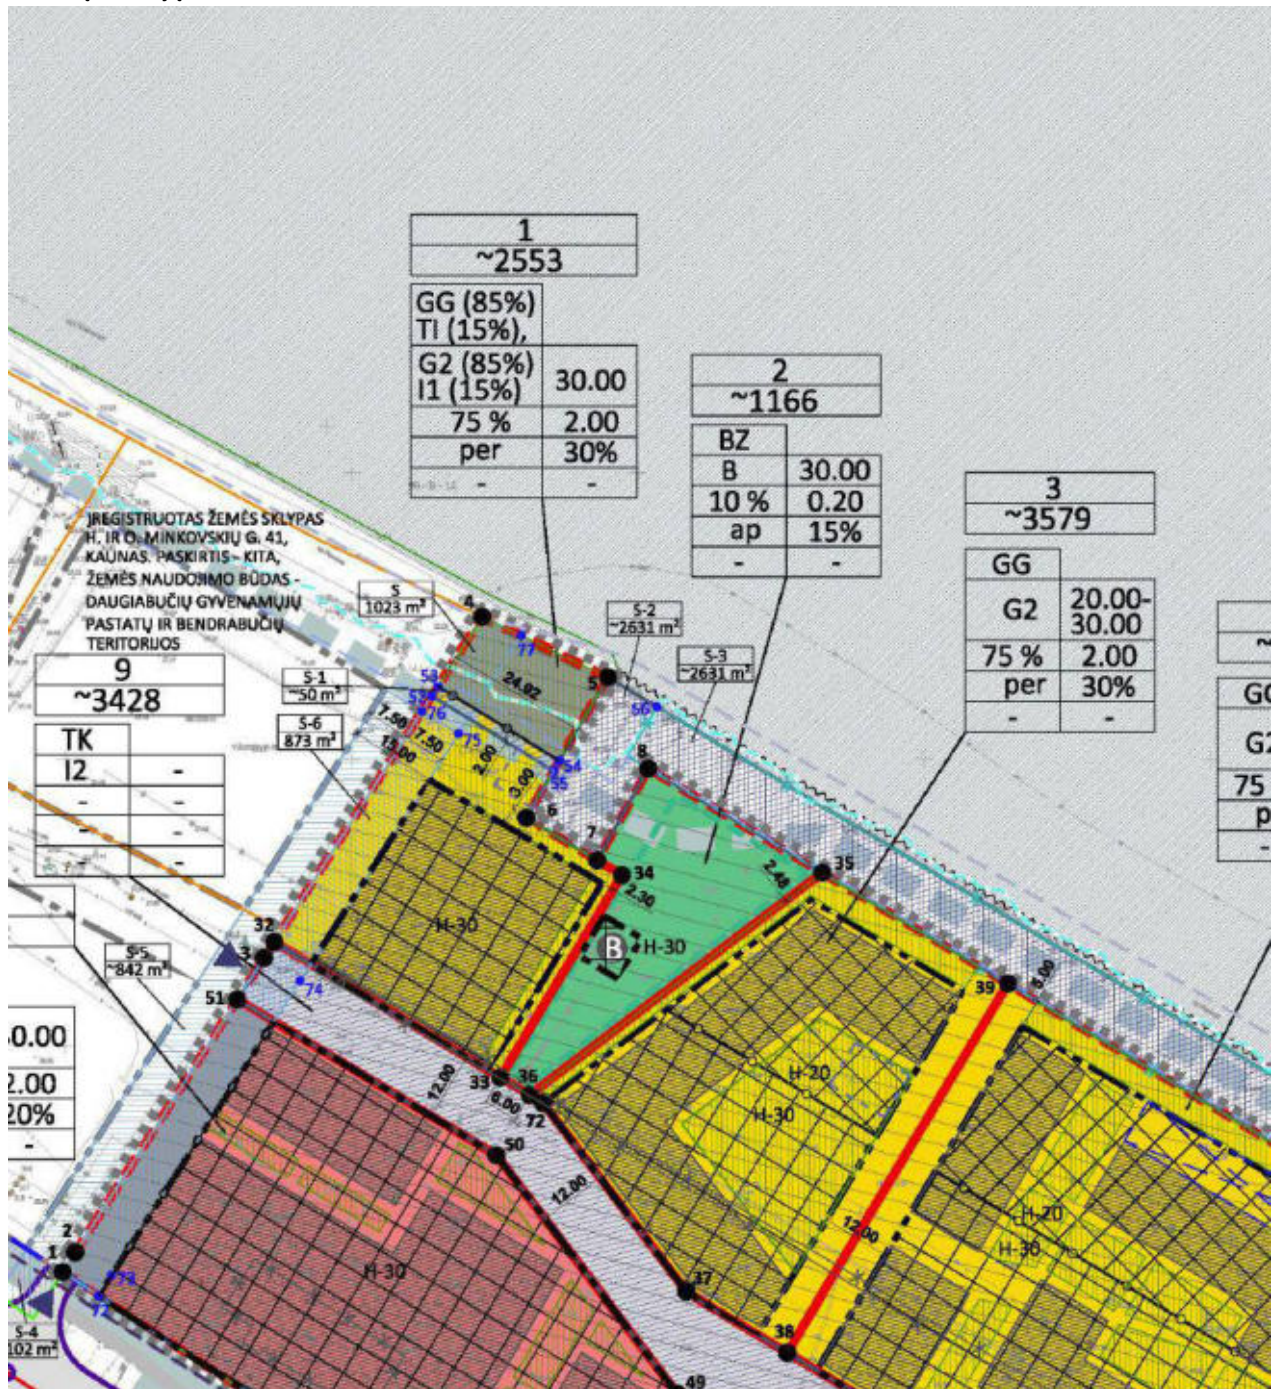 1
~2553
GG (85%)
TI (15%),
G2 (85%)
I1 (15%)
30.00
75 %
2.00
per
30%
-
-
2
~1166
BZ
B
30.00
10 %
0.20
ap
15%
-
-
3
~3579
GG
G2
20.00-
30.00
75 %
2.00
per
30%
-
-
~
G2
75
-
ĮREGISTRUOTAS ŽEMĖS SKLYPAS
H. IR O. MINKOVSKIŲ G. 41,
KAUNAS. PASKIRTIS - KITA,
ŽEMĖS NAUDOJIMO BŪDAS -
DAUGIABUČIŲ GYVENAMŲJŲ
PASTATŲ IR BENDRABUČIŲ
TERITORIJOS
9
~3428
TK
I2
-
-
-
-
-
-
-
S
1023 m²
S-2
~2631 m²
S-3
~2631 m²
S-1
~50 m²
S-6
873 m²
S-5
~842 m²
S-4
102 m²
4
77
24.92
5
53
76
75
54
55
56
7.50
7.50
15.00
2.00
3.00
6
7
8
34
2.30
2.48
35
H-30
B
H-30
32
3
51
74
33
36
6.00
72
12.00
50
12.00
39
5.00
H-20
H-30
12.00
H-20
H-30
37
38
49
H-30
2
1
73
72
2.00
20%
-